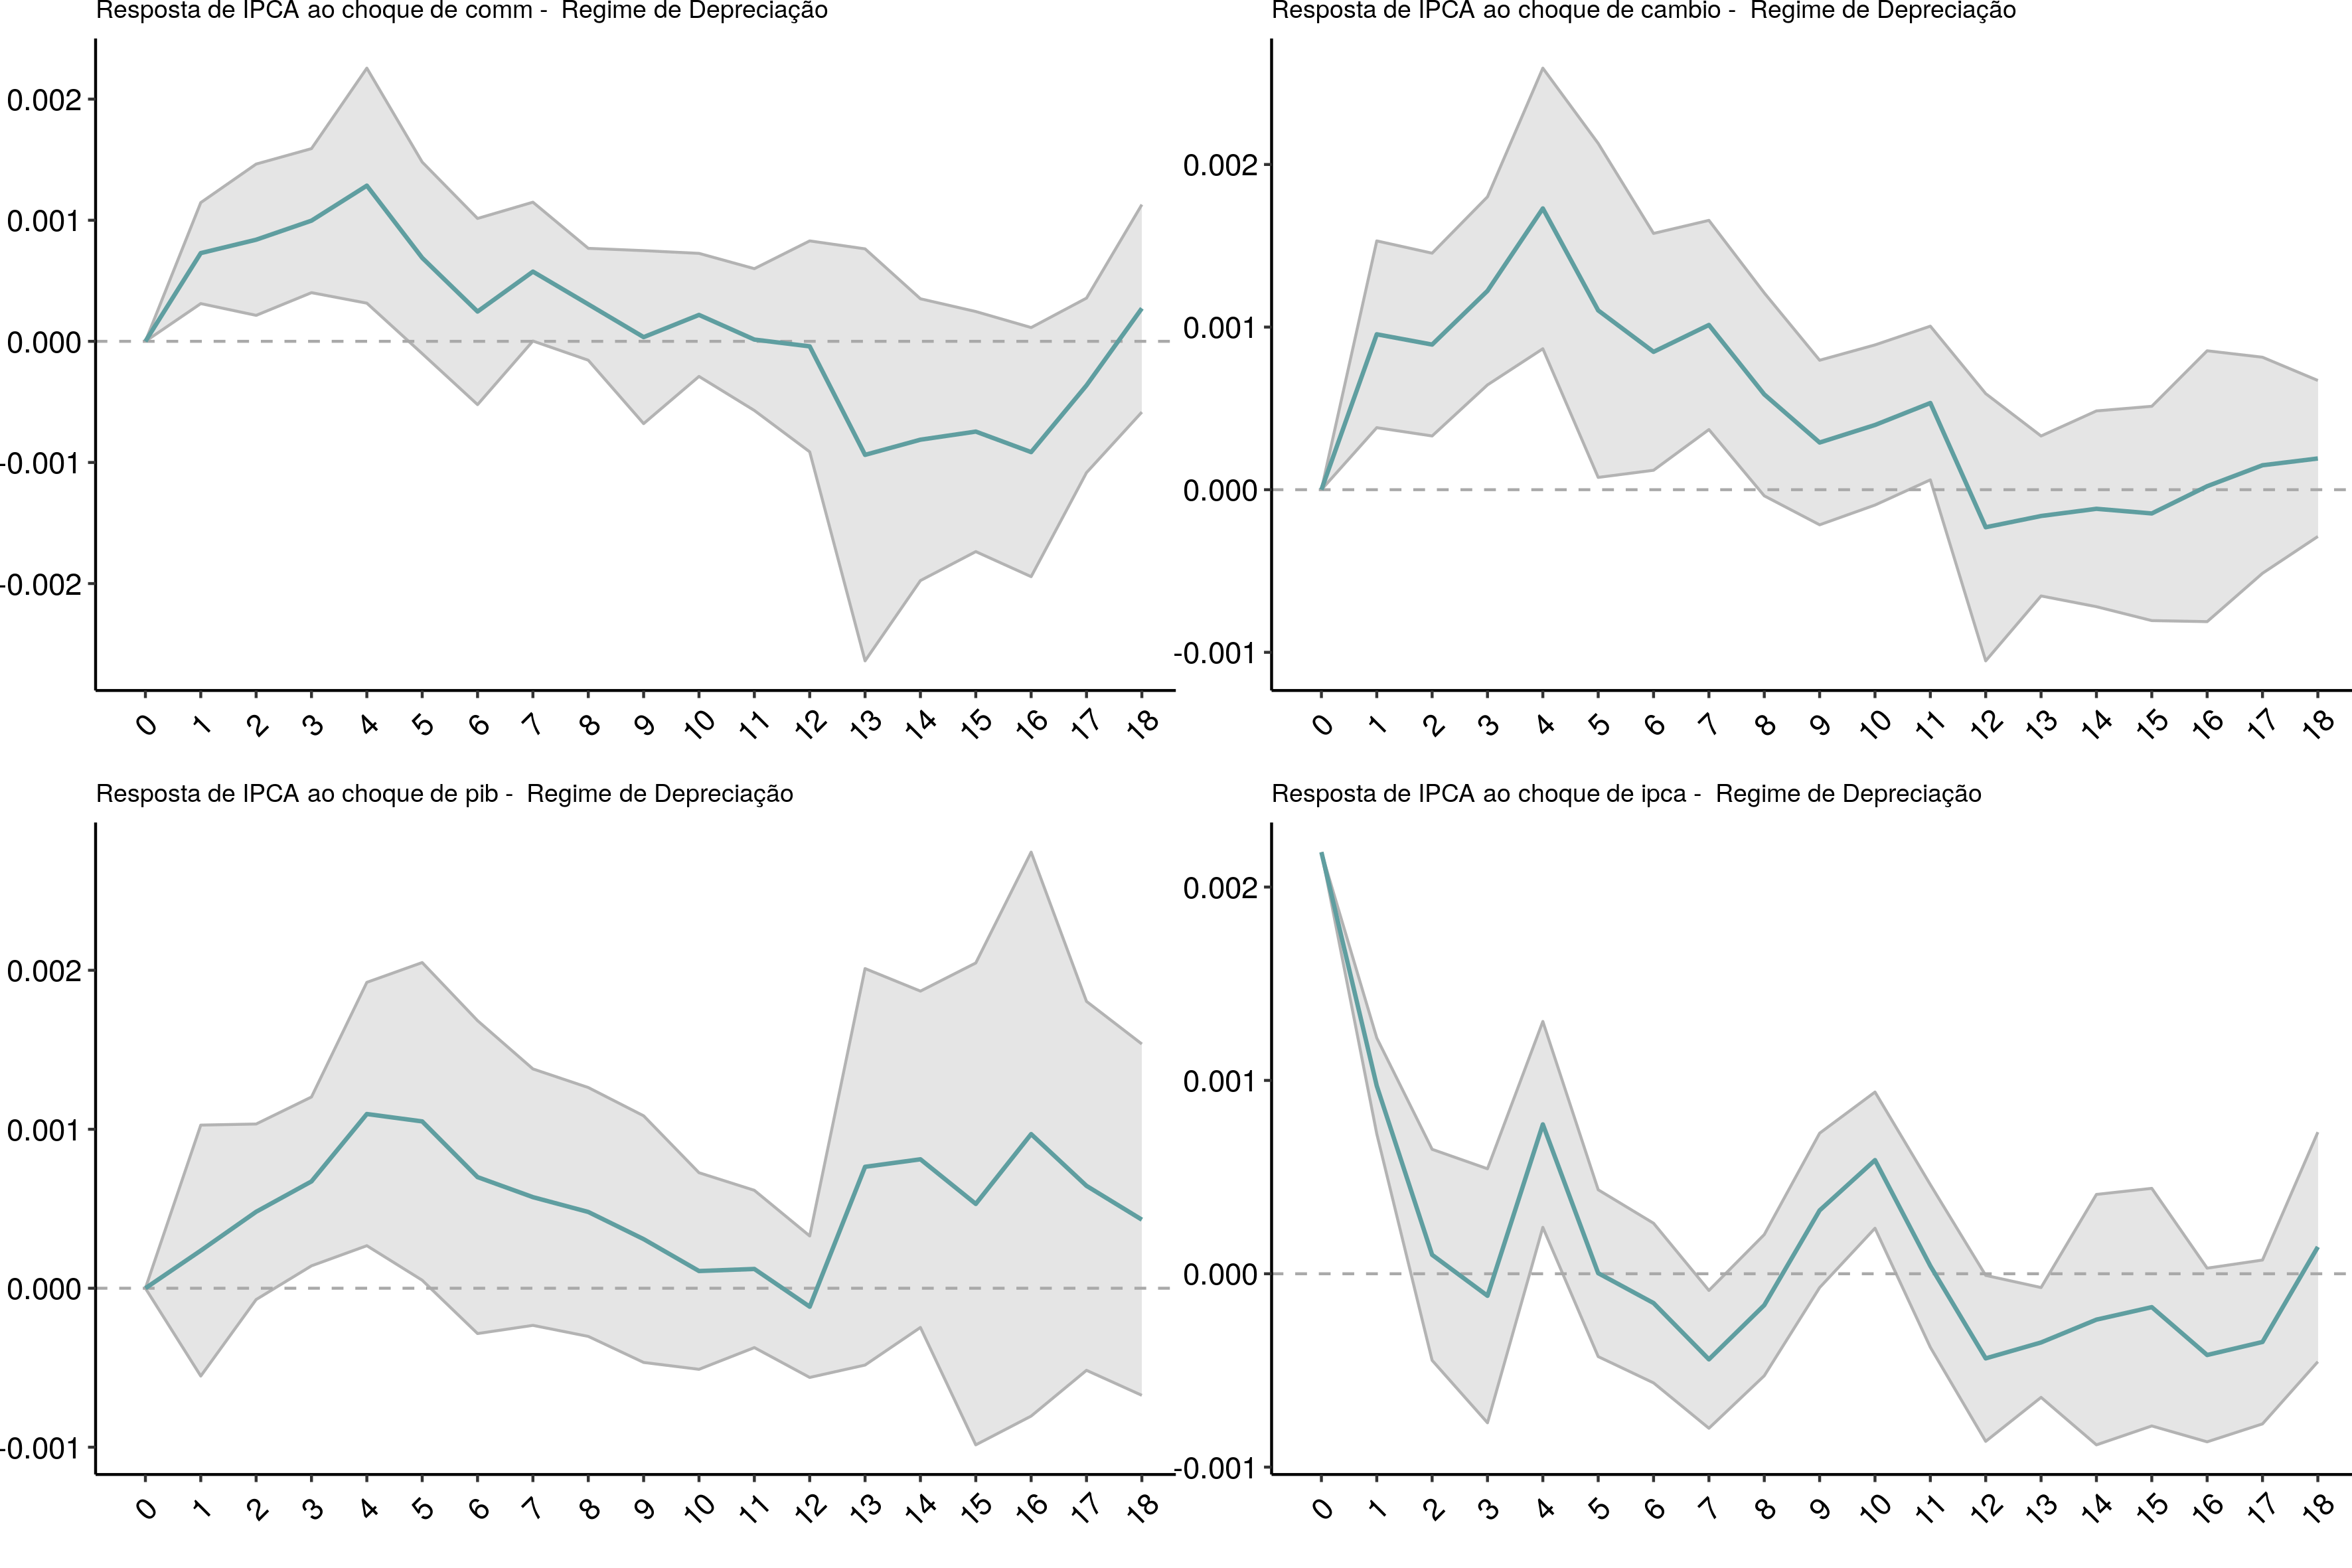 Resposta de IPCA ao choque de comm -  Regime de Depreciação
0.002
0.001
0.000
-0.001
-0.002
0 1 2 3 4 5 6 7 8 9 10 11 12 13 14 15 16 17 18
Resposta de IPCA ao choque de cambio -  Regime de Depreciação
0.002
0.001
0.000
-0.001
0 1 2 3 4 5 6 7 8 9 10 11 12 13 14 15 16 17 18
Resposta de IPCA ao choque de pib -  Regime de Depreciação
0.002
0.001
0.000
-0.001
0 1 2 3 4 5 6 7 8 9 10 11 12 13 14 15 16 17 18
Resposta de IPCA ao choque de ipca -  Regime de Depreciação
0.002
0.001
0.000
-0.001
0 1 2 3 4 5 6 7 8 9 10 11 12 13 14 15 16 17 18